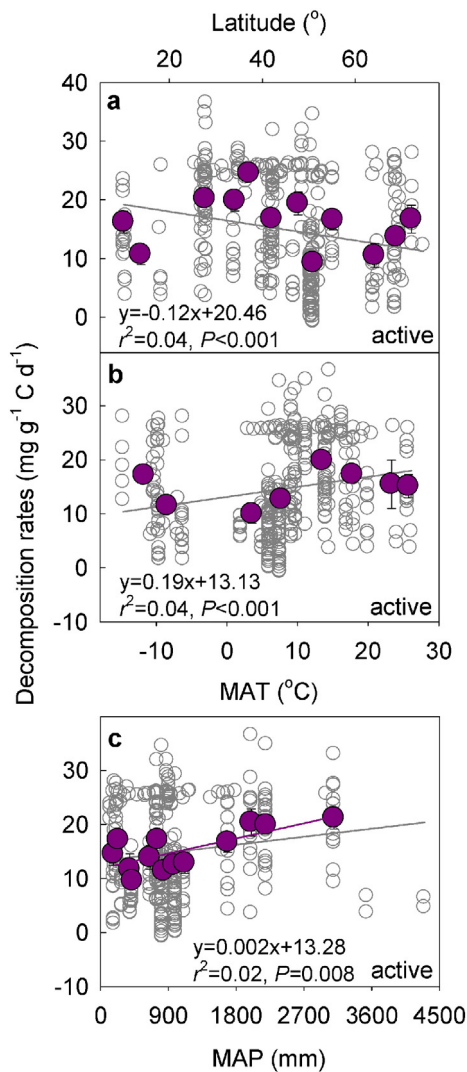 Latitude (°)
20 40 60
a
40
30
20
10
0
y=-0.12x+20.46
r²=0.04, P<0.001
active
b
40
30
20
10
0
-10
y=0.19x+13.13
r²=0.04, P<0.001
active
-10 0 10 20 30
MAT (°C)
Decomposition rates (mg g⁻¹ C d⁻¹)
c
30
20
10
0
-10
y=0.002x+13.28
r²=0.02, P=0.008
active
0 900 1800 2700 3600 4500
MAP (mm)